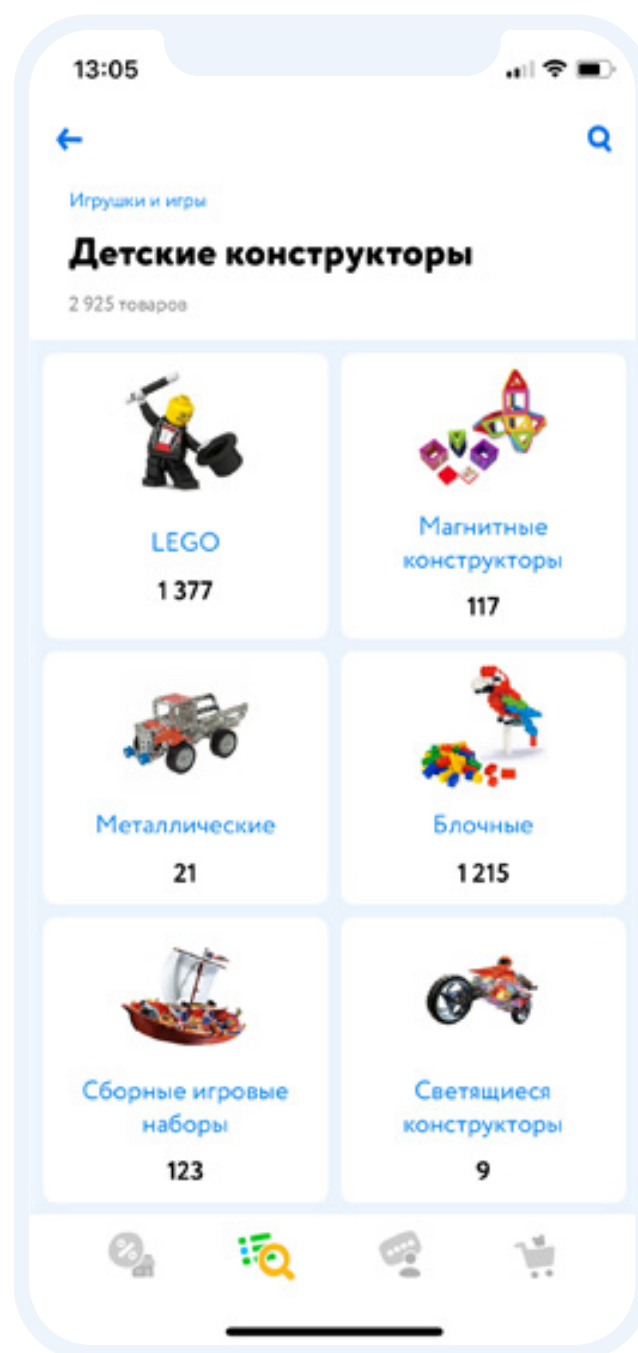 13:05
Игрушки и игры
Детские конструкторы
2 925 товаров
LEGO
1 377
Магнитные
конструкторы
117
Металлические
21
Блочные
1 215
Сборные игровые
наборы
123
Светящиеся
конструкторы
9